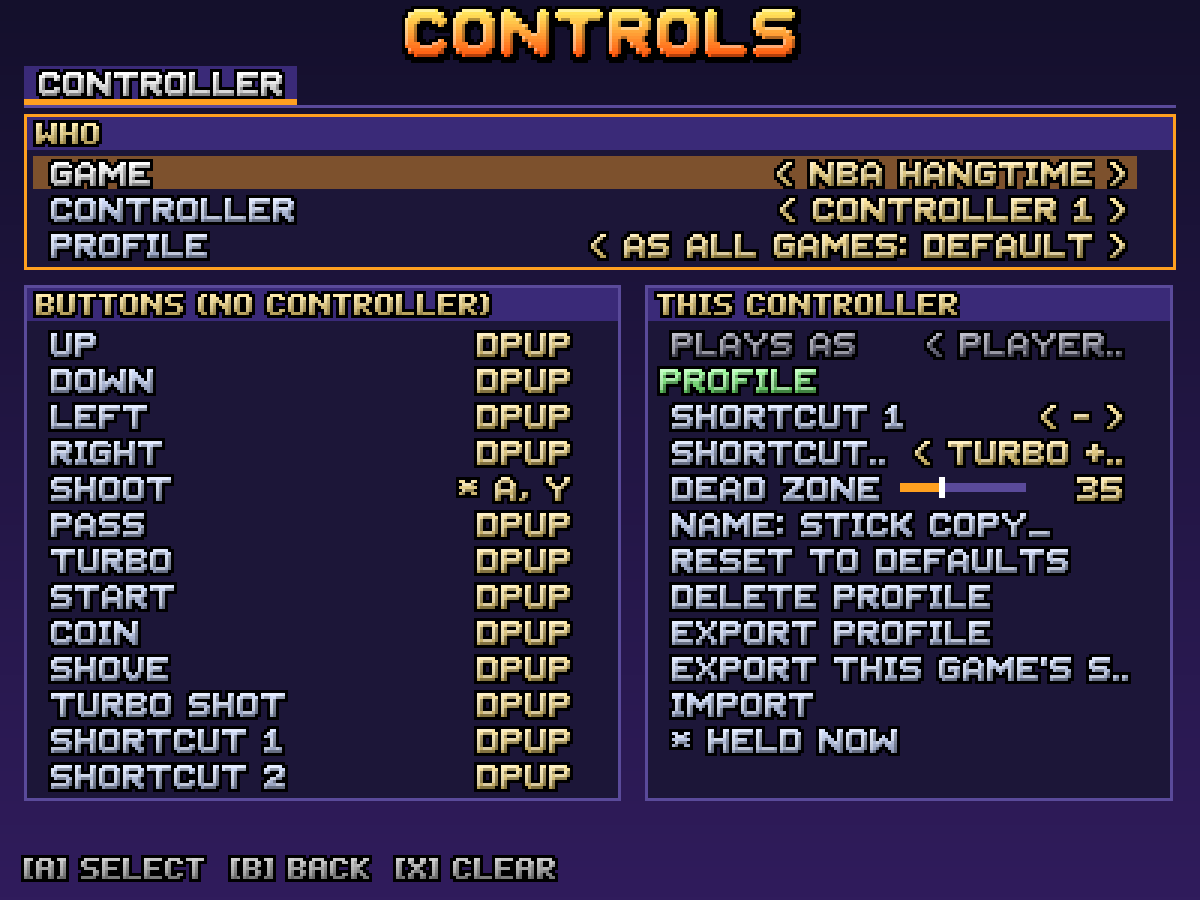 CONTROLS
CONTROLLER
WHO
GAME < NBA HANGTIME >
CONTROLLER < CONTROLLER 1 >
PROFILE < AS ALL GAMES: DEFAULT >
BUTTONS (NO CONTROLLER)
UP DPUP
DOWN DPUP
LEFT DPUP
RIGHT DPUP
SHOOT * A, Y
PASS DPUP
TURBO DPUP
START DPUP
COIN DPUP
SHOVE DPUP
TURBO SHOT DPUP
SHORTCUT 1 DPUP
SHORTCUT 2 DPUP
THIS CONTROLLER
PLAYS AS < PLAYER..
PROFILE
SHORTCUT 1 < - >
SHORTCUT.. < TURBO +..
DEAD ZONE 35
NAME: STICK COPY_
RESET TO DEFAULTS
DELETE PROFILE
EXPORT PROFILE
EXPORT THIS GAME'S S..
IMPORT
* HELD NOW
[A] SELECT [B] BACK [X] CLEAR